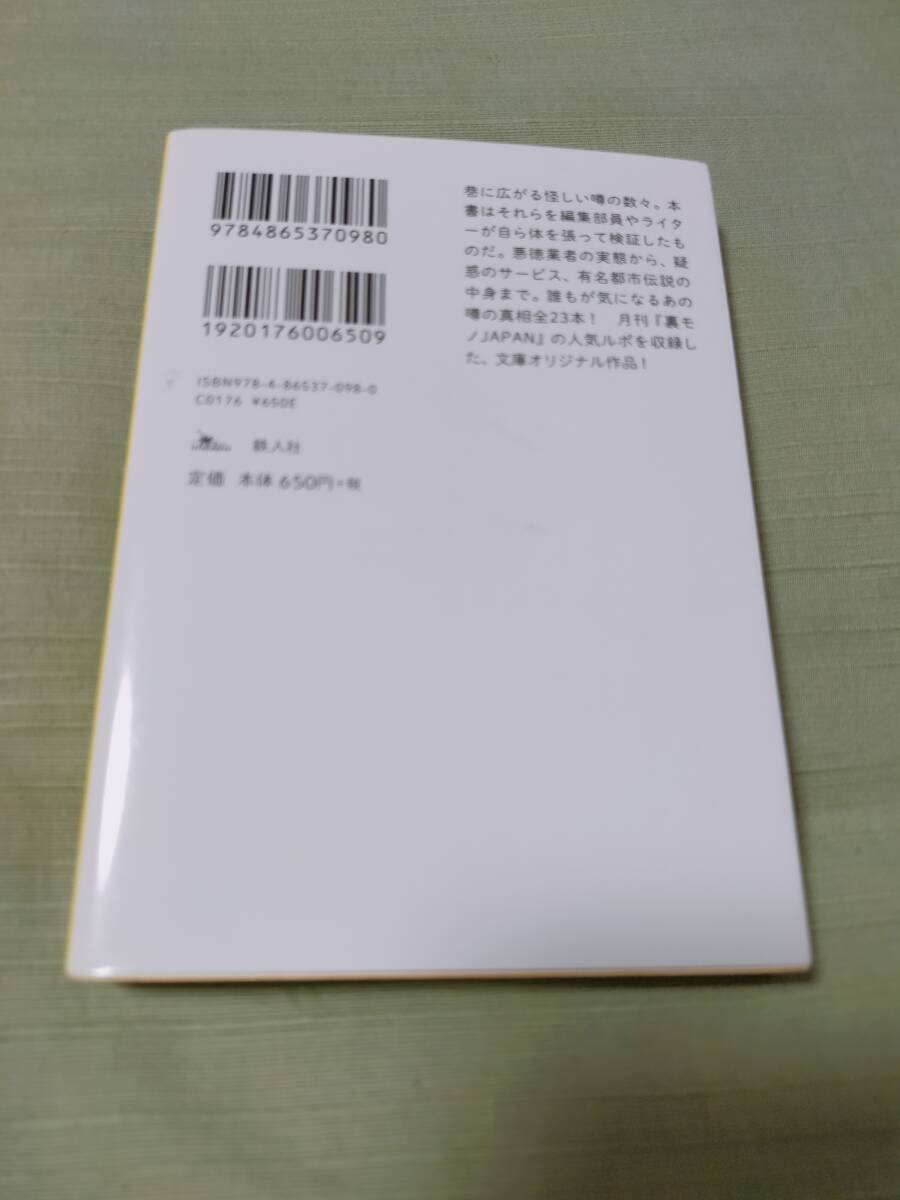 9784865370980
1920176006509
ISBN978-4-86537-098-0
C0176 ¥650E
鉄人社
定価 本体650円+税
巷に広がる怪しい噂の数々。本
書はそれらを編集部員やライタ
ーが自ら体を張って検証したも
のだ。悪徳業者の実態から、疑
惑のサービス、有名都市伝説の
中身まで。誰もが気になるあの
噂の真相全23本! 月刊『裏モ
ノJAPAN』の人気ルポを収録し
た、文庫オリジナル作品!